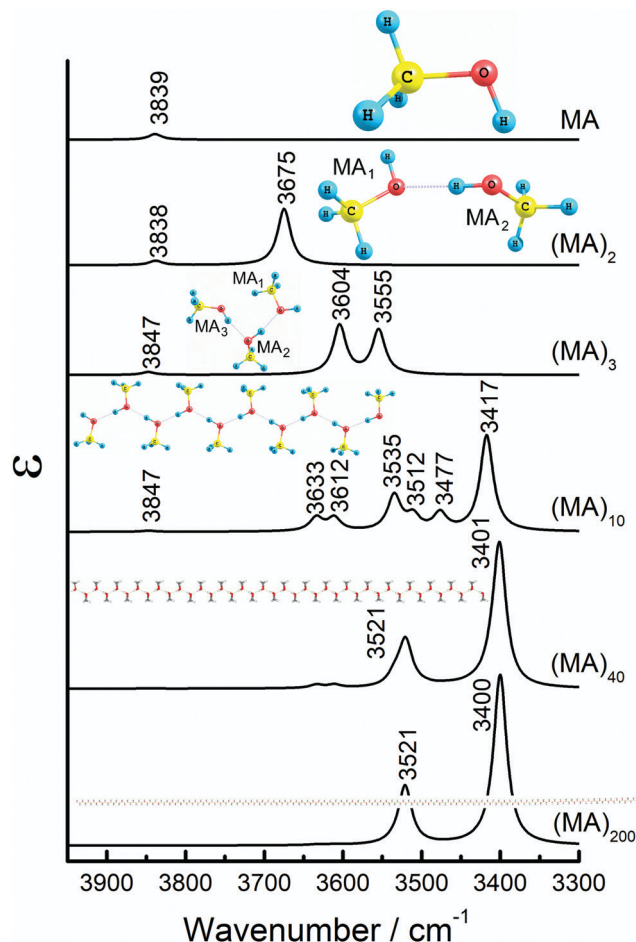 H
C
O
H
H
H
MA
3839
MA1
H
H
H
C
O
H
O
C
H
H
H
H
MA2
(MA)2
3838
3675
MA1
MA3
MA2
(MA)3
3847
3604
3555
(MA)10
3847
3633
3612
3535
3512
3477
3417
(MA)40
3521
3401
(MA)200
3521
3400
ε
3900 3800 3700 3600 3500 3400 3300
Wavenumber / cm-1